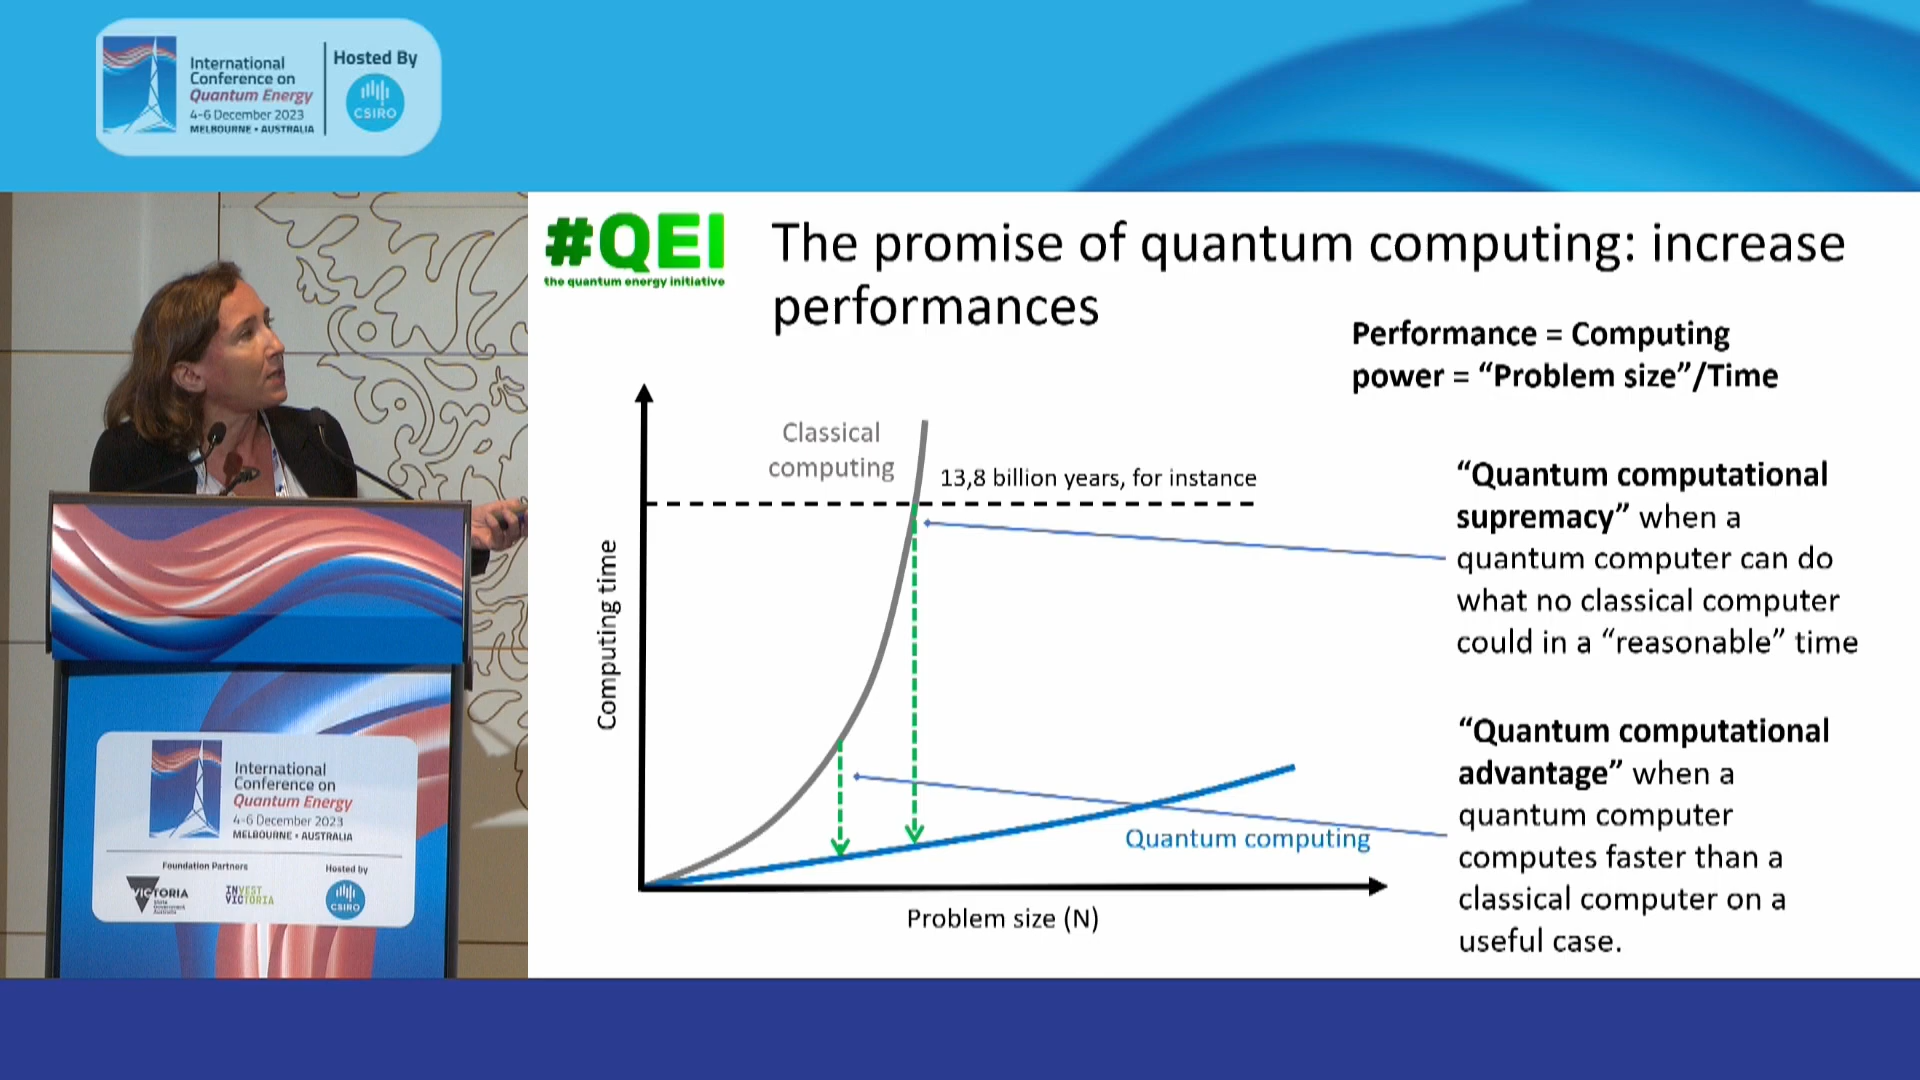 International
Conference on
Quantum Energy
4-6 December 2023
MELBOURNE • AUSTRALIA
Hosted By
CSIRO
#QEI
the quantum energy initiative
The promise of quantum computing: increase
performances
Performance = Computing
power = “Problem size”/Time
Classical
computing
13,8 billion years, for instance
Computing time
Quantum computing
Problem size (N)
“Quantum computational
supremacy” when a
quantum computer can do
what no classical computer
could in a “reasonable” time
“Quantum computational
advantage” when a
quantum computer
computes faster than a
classical computer on a
useful case.
International
Conference on
Quantum Energy
4-6 December 2023
MELBOURNE • AUSTRALIA
Foundation Partners
Hosted by
VICTORIA
State
Government
INVEST
VICTORIA
CSIRO